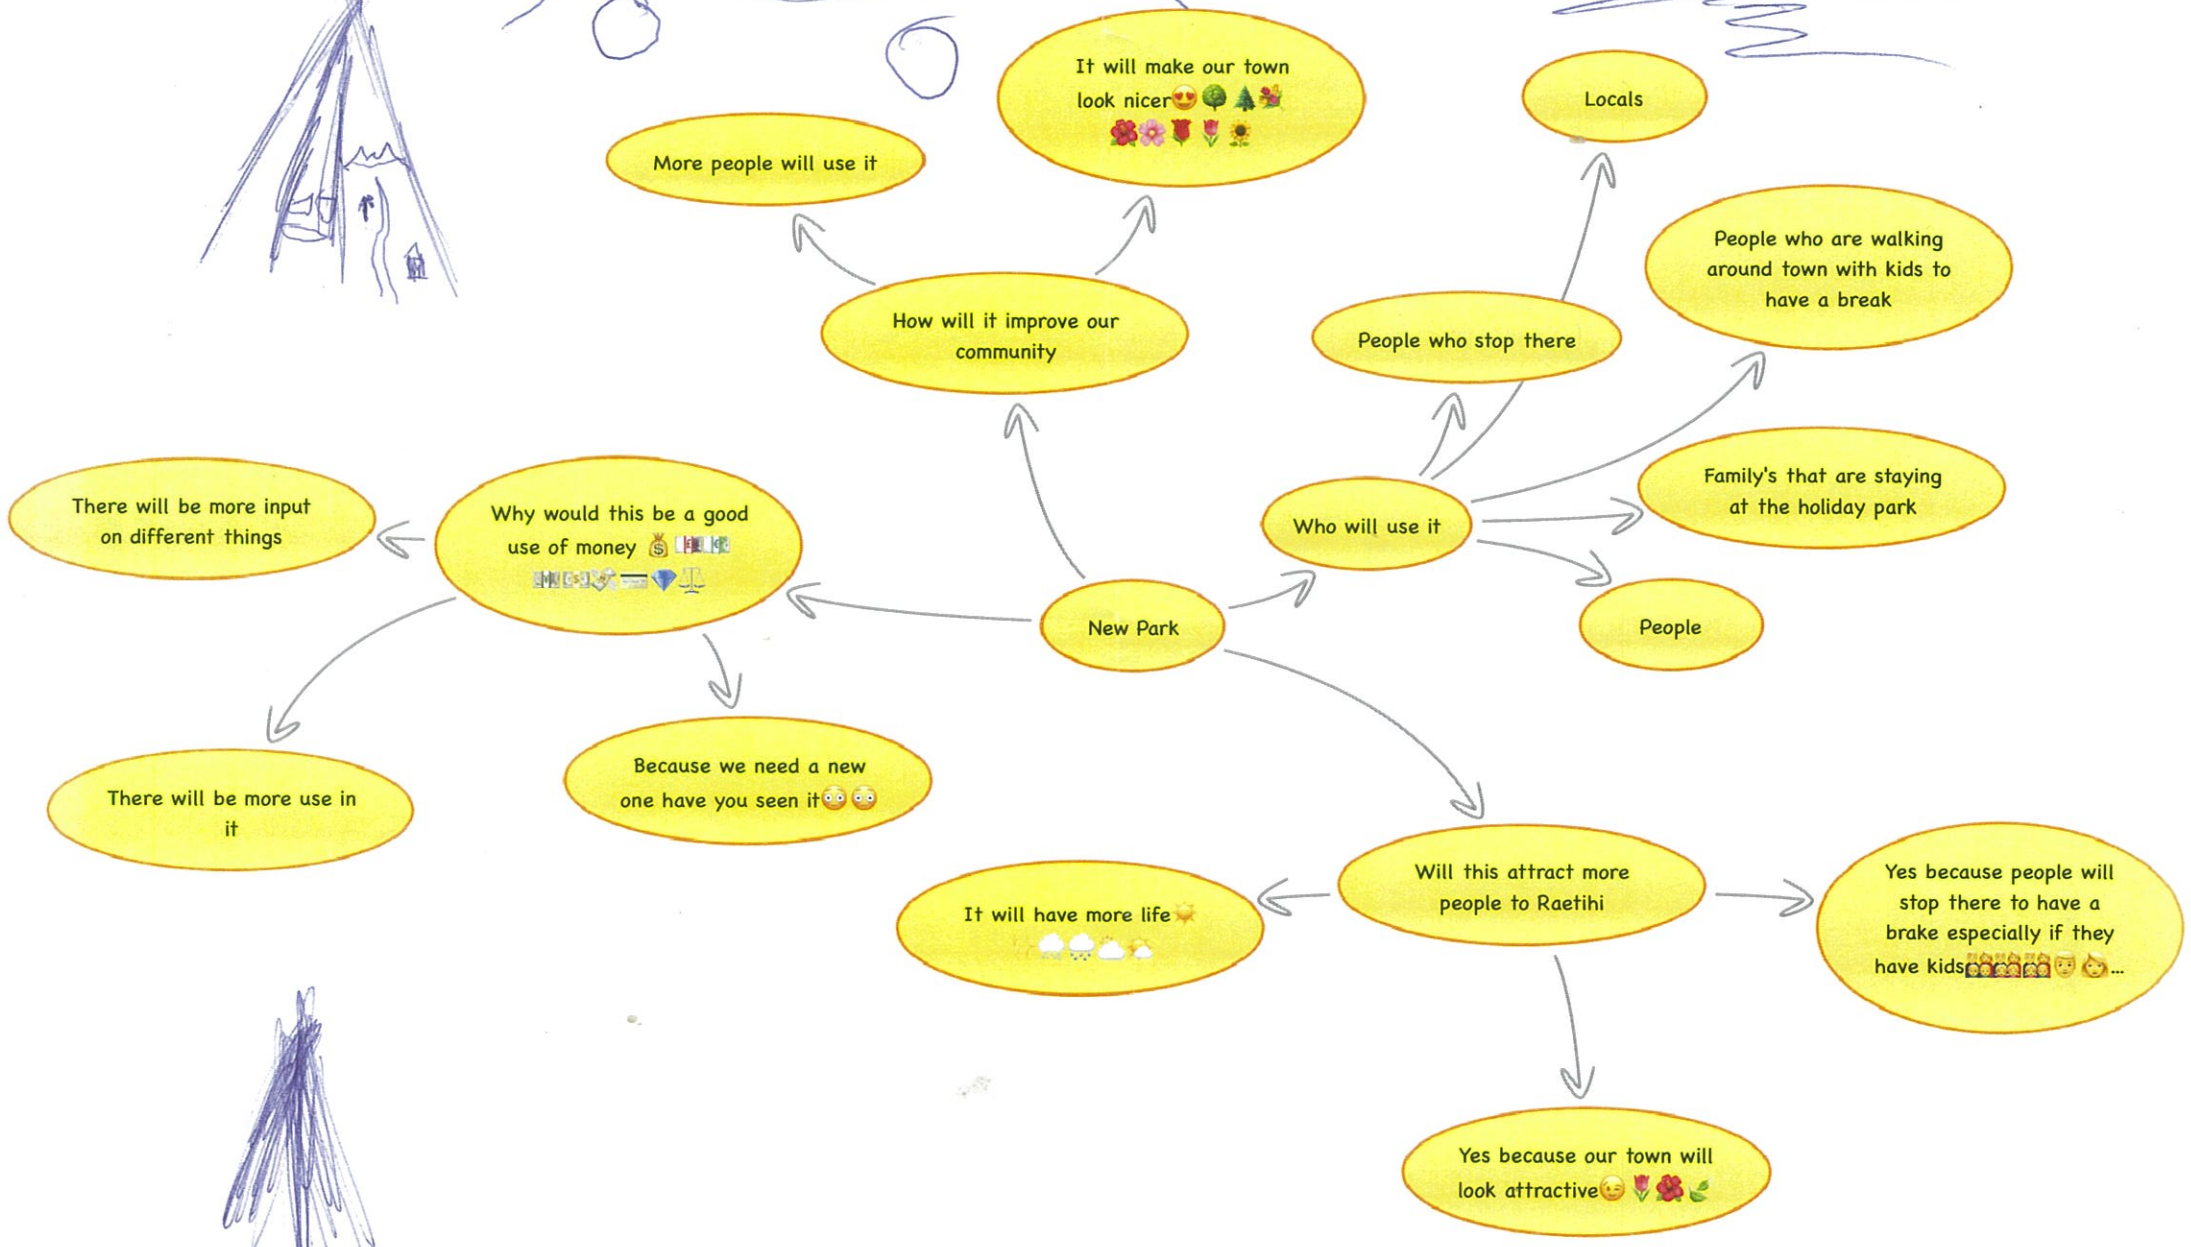 It will make our town
look nicer😍🌳🌲💐
🌺🌸🌹🌷🌻
Locals
More people will use it
People who are walking
around town with kids to
have a break
How will it improve our
community
People who stop there
Family's that are staying
at the holiday park
There will be more input
on different things
Why would this be a good
use of money 💰💷💶
💴💵💸💳💎⚖
Who will use it
New Park
People
Because we need a new
one have you seen it😳😳
There will be more use in
it
Will this attract more
people to Raetihi
It will have more life☀
Yes because people will
stop there to have a
brake especially if they
have kids...
Yes because our town will
look attractive😉🌷🌺🌿